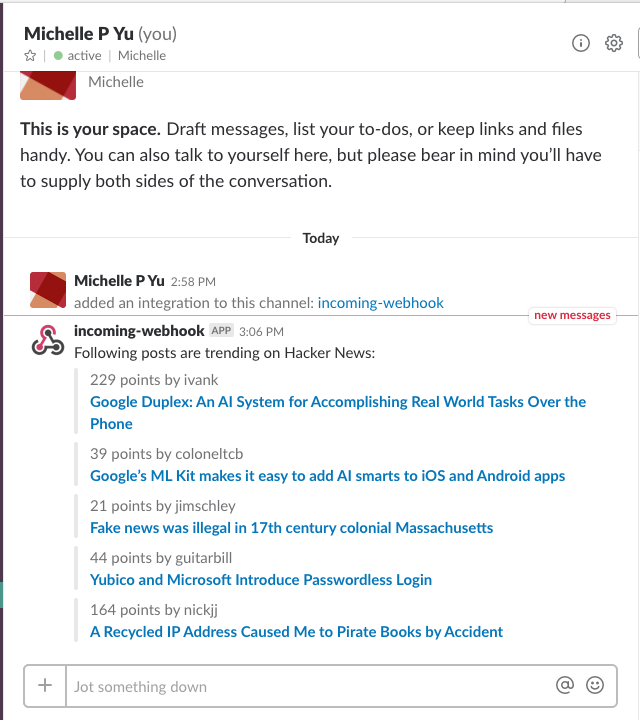 Michelle P Yu (you)
active | Michelle
Michelle
This is your space. Draft messages, list your to-dos, or keep links and files
handy. You can also talk to yourself here, but please bear in mind you'll have
to supply both sides of the conversation.
Today
Michelle P Yu 2:58 PM
added an integration to this channel: incoming-webhook
new messages
incoming-webhook APP 3:06 PM
Following posts are trending on Hacker News:
229 points by ivank
Google Duplex: An AI System for Accomplishing Real World Tasks Over the
Phone
39 points by coloneltcb
Google's ML Kit makes it easy to add AI smarts to iOS and Android apps
21 points by jimschley
Fake news was illegal in 17th century colonial Massachusetts
44 points by guitarbill
Yubico and Microsoft Introduce Passwordless Login
164 points by nickjj
A Recycled IP Address Caused Me to Pirate Books by Accident
Jot something down